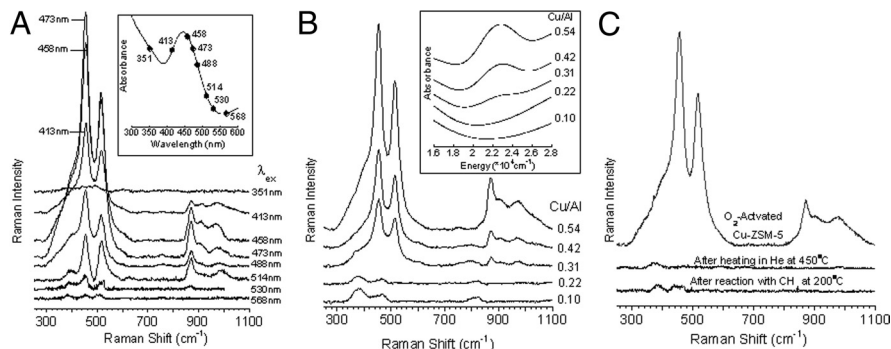 A
473nm
458nm
413nm
Absorbance
351
413
458
473
488
514
530
568
300 350 400 450 500 550 600
Wavelength (nm)
λex
351nm
413nm
458nm
473nm
488nm
514nm
530nm
568nm
Raman Intensity
300 500 700 900 1100
Raman Shift (cm-1)
B
Cu/Al
0.54
0.42
0.31
0.22
0.10
Absorbance
1.6 1.8 2.0 2.2 2.4 2.6 2.8
Energy (*10⁴cm-1)
Cu/Al
0.54
0.42
0.31
0.22
0.10
Raman Intensity
300 500 700 900 1100
Raman Shift (cm-1)
C
O2-Activated
Cu-ZSM-5
After heating in He at 450°C
After reaction with CH4 at 200°C
Raman Intensity
300 500 700 900 1100
Raman Shift (cm-1)